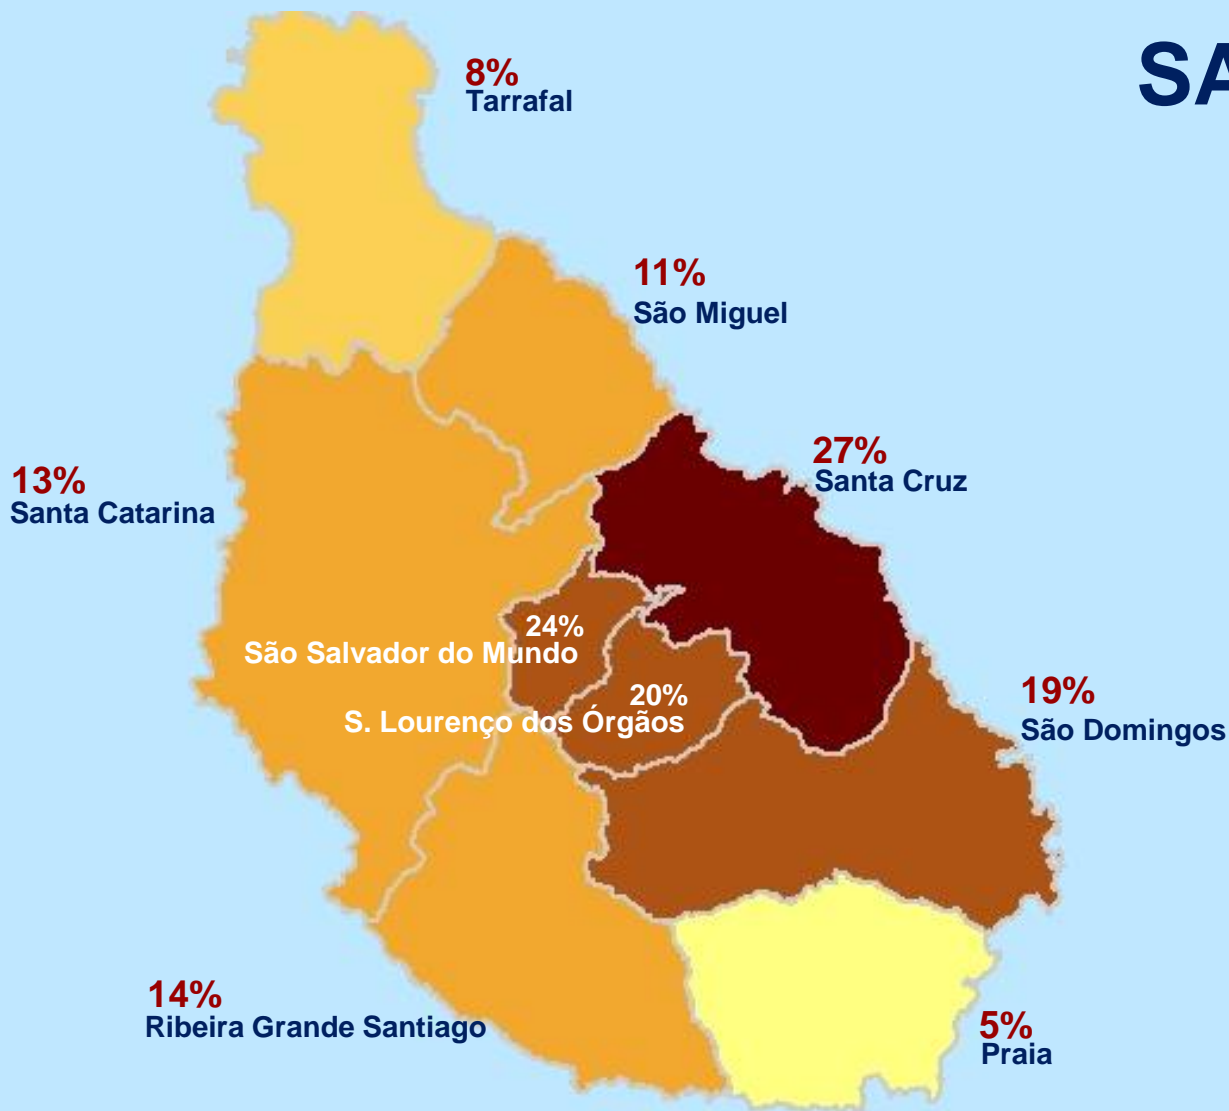 SA
8%
Tarrafal
11%
São Miguel
27%
Santa Cruz
13%
Santa Catarina
24%
São Salvador do Mundo
20%
S. Lourenço dos Órgãos
19%
São Domingos
14%
Ribeira Grande Santiago
5%
Praia